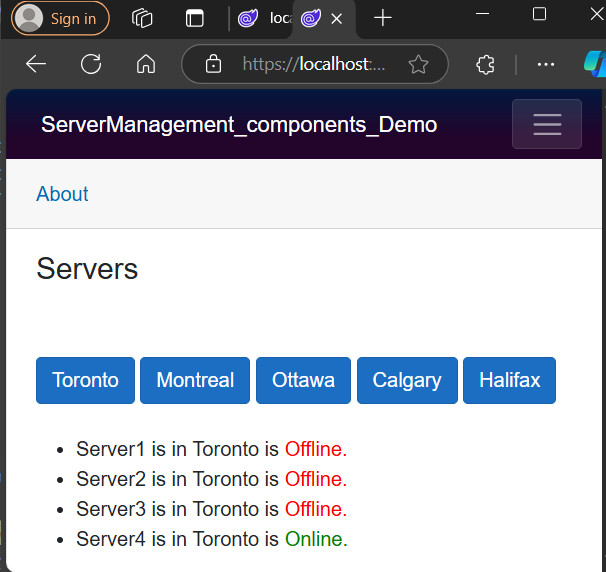 Sign in
loc
https://localhost:...
ServerManagement_components_Demo
About
Servers
Toronto Montreal Ottawa Calgary Halifax
Server1 is in Toronto is Offline.
Server2 is in Toronto is Offline.
Server3 is in Toronto is Offline.
Server4 is in Toronto is Online.